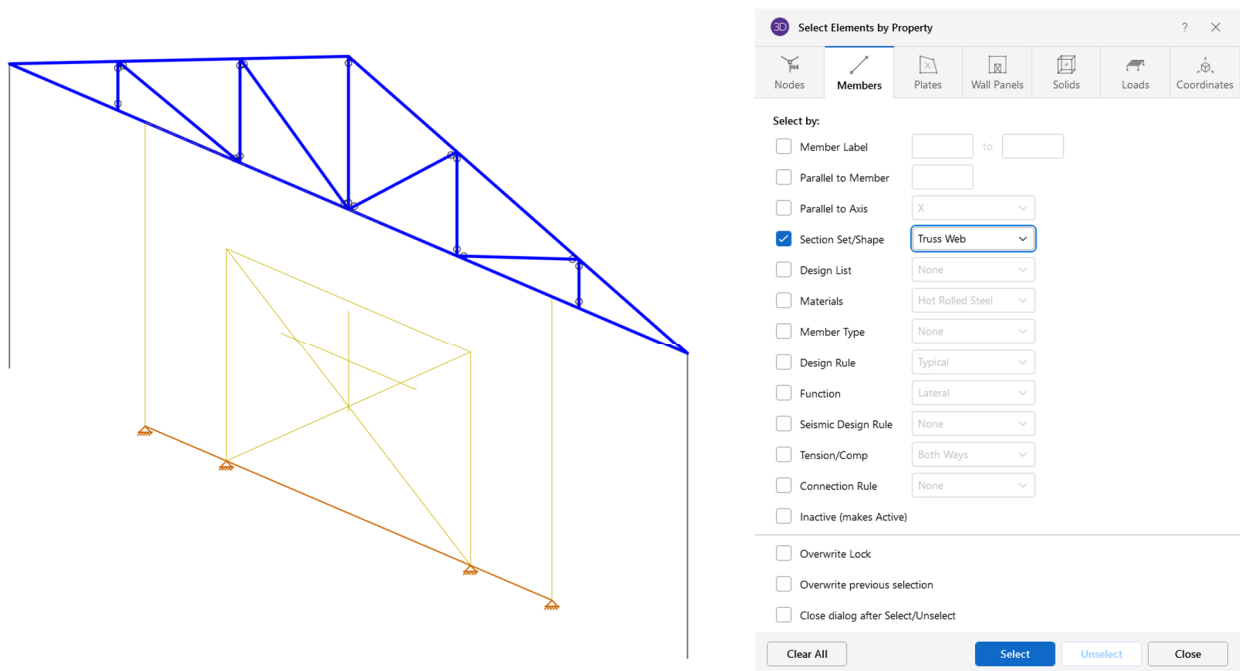 3D Select Elements by Property ? ×
N4
Nodes Members Plates Wall Panels Solids Loads Coordinates
Select by:
Member Label to
Parallel to Member
Parallel to Axis X
Section Set/Shape Truss Web
Design List None
Materials Hot Rolled Steel
Member Type None
Design Rule Typical
Function Lateral
Seismic Design Rule None
Tension/Comp Both Ways
Connection Rule None
Inactive (makes Active)
Overwrite Lock
Overwrite previous selection
Close dialog after Select/Unselect
Clear All Select Unselect Close